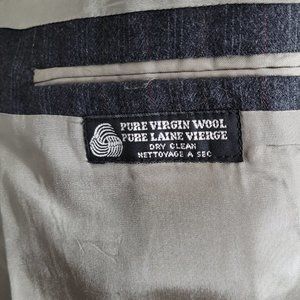 PURE VIRGIN WOOL
PURE LAINE VIERGE
DRY CLEAN
NETTOYAGE A SEC